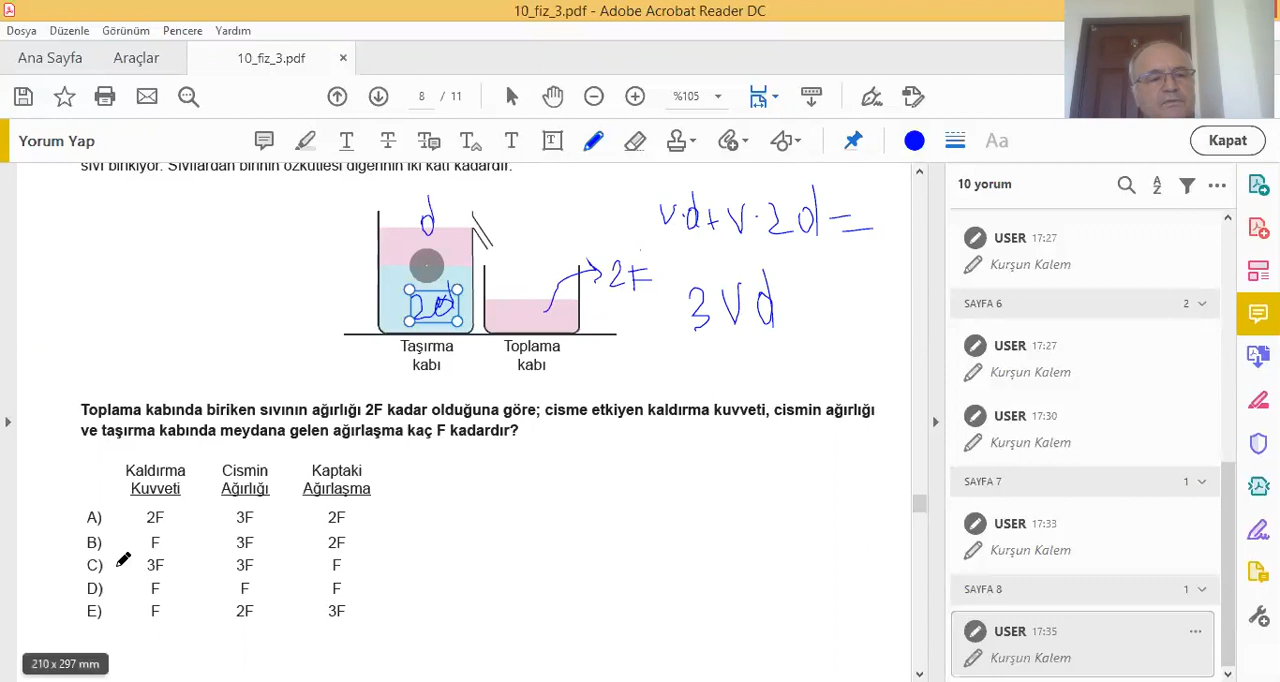 10_fiz_3.pdf - Adobe Acrobat Reader DC
Dosya Düzenle Görünüm Pencere Yardım
Ana Sayfa Araçlar 10_fiz_3.pdf ×
8 / 11 %105
Yorum Yap Aa Kapat
sıvı birikiyor. Sıvılardan birinin özkütlesi diğerinin iki katı kadardır.
d
2d
2F
V.d+V.2d=
3Vd
Taşırma kabı
Toplama kabı
Toplama kabında biriken sıvının ağırlığı 2F kadar olduğuna göre; cisme etkiyen kaldırma kuvveti, cismin ağırlığı
ve taşırma kabında meydana gelen ağırlaşma kaç F kadardır?
Kaldırma Cismin Kaptaki
Kuvveti Ağırlığı Ağırlaşma
A) 2F 3F 2F
B) F 3F 2F
C) 3F 3F F
D) F F F
E) F 2F 3F
210 x 297 mm
10 yorum
USER 17:27
Kurşun Kalem
SAYFA 6 2
USER 17:27
Kurşun Kalem
USER 17:30
Kurşun Kalem
SAYFA 7 1
USER 17:33
Kurşun Kalem
SAYFA 8 1
USER 17:35
Kurşun Kalem